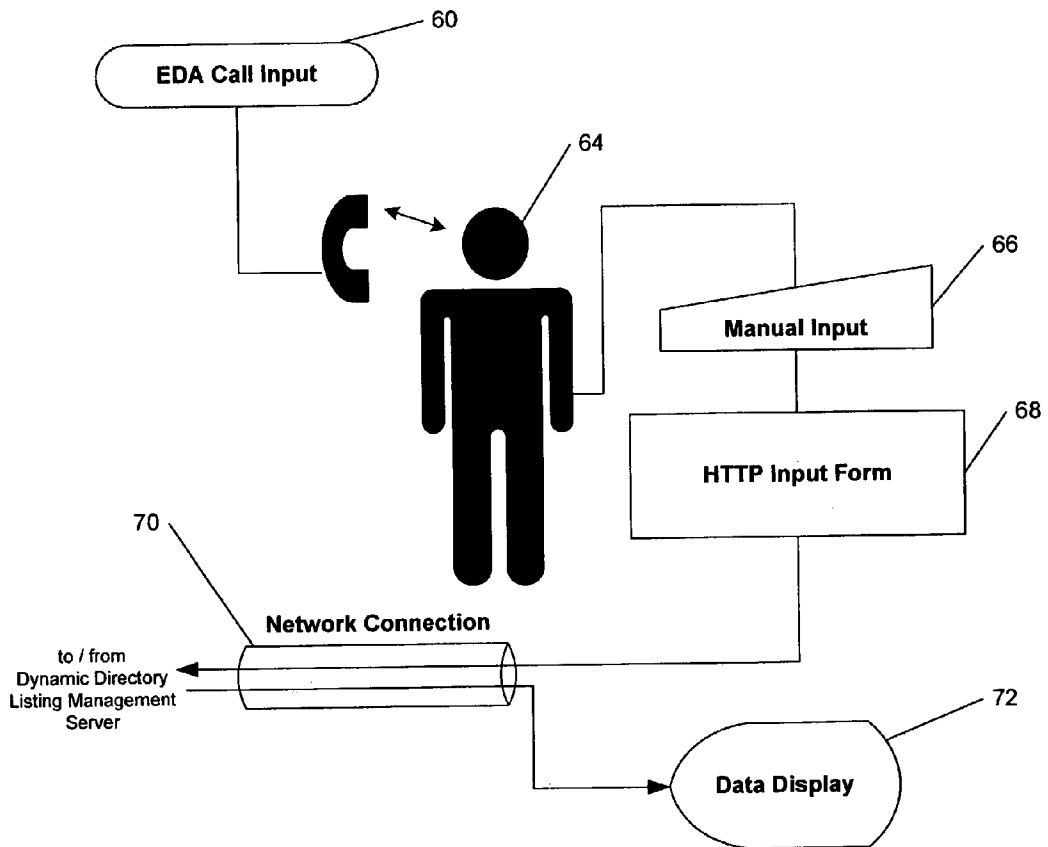 60
EDA Call Input
64
66
Manual Input
68
HTTP Input Form
70
Network Connection
to / from
Dynamic Directory
Listing Management
Server
72
Data Display